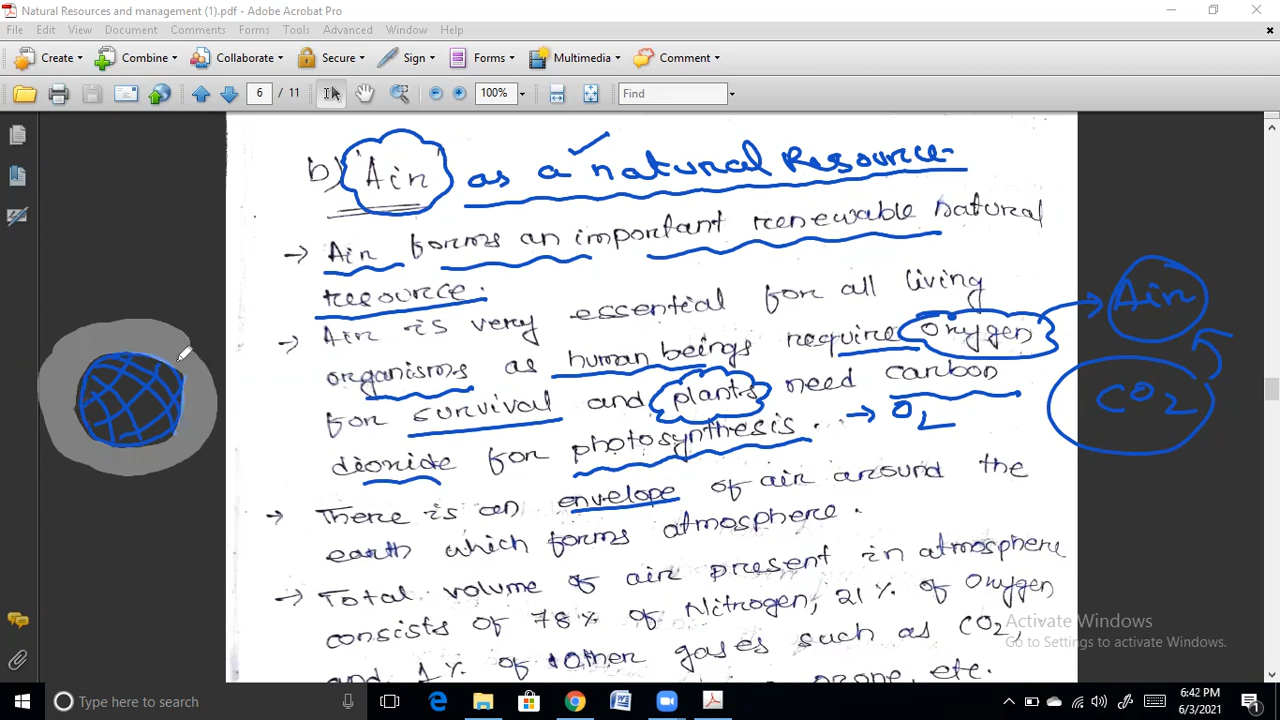 Natural Resources and management (1).pdf - Adobe Acrobat Pro
File Edit View Document Comments Forms Tools Advanced Window Help
Create Combine Collaborate Secure Sign Forms Multimedia Comment
6 / 11 100% Find
b) 'Air' as a natural Resource
→ Air forms an important renewable natural
resource.
→ Air is very essential for all living
organisms as human beings require oxygen
for survival and plants need carbon
dioxide for photosynthesis. → O2
Air
CO2
→ There is an envelope of air around the
earth which forms atmosphere.
→ Total volume of air present in atmosphere
consists of 78% of Nitrogen, 21% of Oxygen
and 1% of other gases such as CO2,
ozone, etc.
Activate Windows
Go to Settings to activate Windows.
Type here to search
6:42 PM
6/3/2021